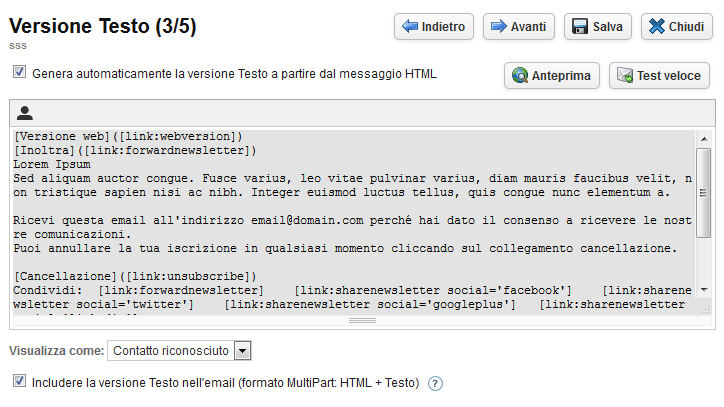 Versione Testo (3/5)
Indietro
Avanti
Salva
Chiudi
sss
Genera automaticamente la versione Testo a partire dal messaggio HTML
Anteprima
Test veloce
[Versione web]([link:webversion])
[Inoltra]([link:forwardnewsletter])
Lorem Ipsum
Sed aliquam auctor congue. Fusce varius, leo vitae pulvinar varius, diam mauris faucibus velit, n
on tristique sapien nisi ac nibh. Integer euismod luctus tellus, quis congue nunc elementum a.
Ricevi questa email all'indirizzo email@domain.com perché hai dato il consenso a ricevere le nost
re comunicazioni.
Puoi annullare la tua iscrizione in qualsiasi momento cliccando sul collegamento cancellazione.
[Cancellazione]([link:unsubscribe])
Condividi: [link:forwardnewsletter] [link:sharenewsletter social='facebook'] [link:sharene
wsletter social='twitter'] [link:sharenewsletter social='googleplus'] [link:sharenewsletter
Visualizza come: Contatto riconosciuto
Includere la versione Testo nell'email (formato MultiPart: HTML + Testo) ?